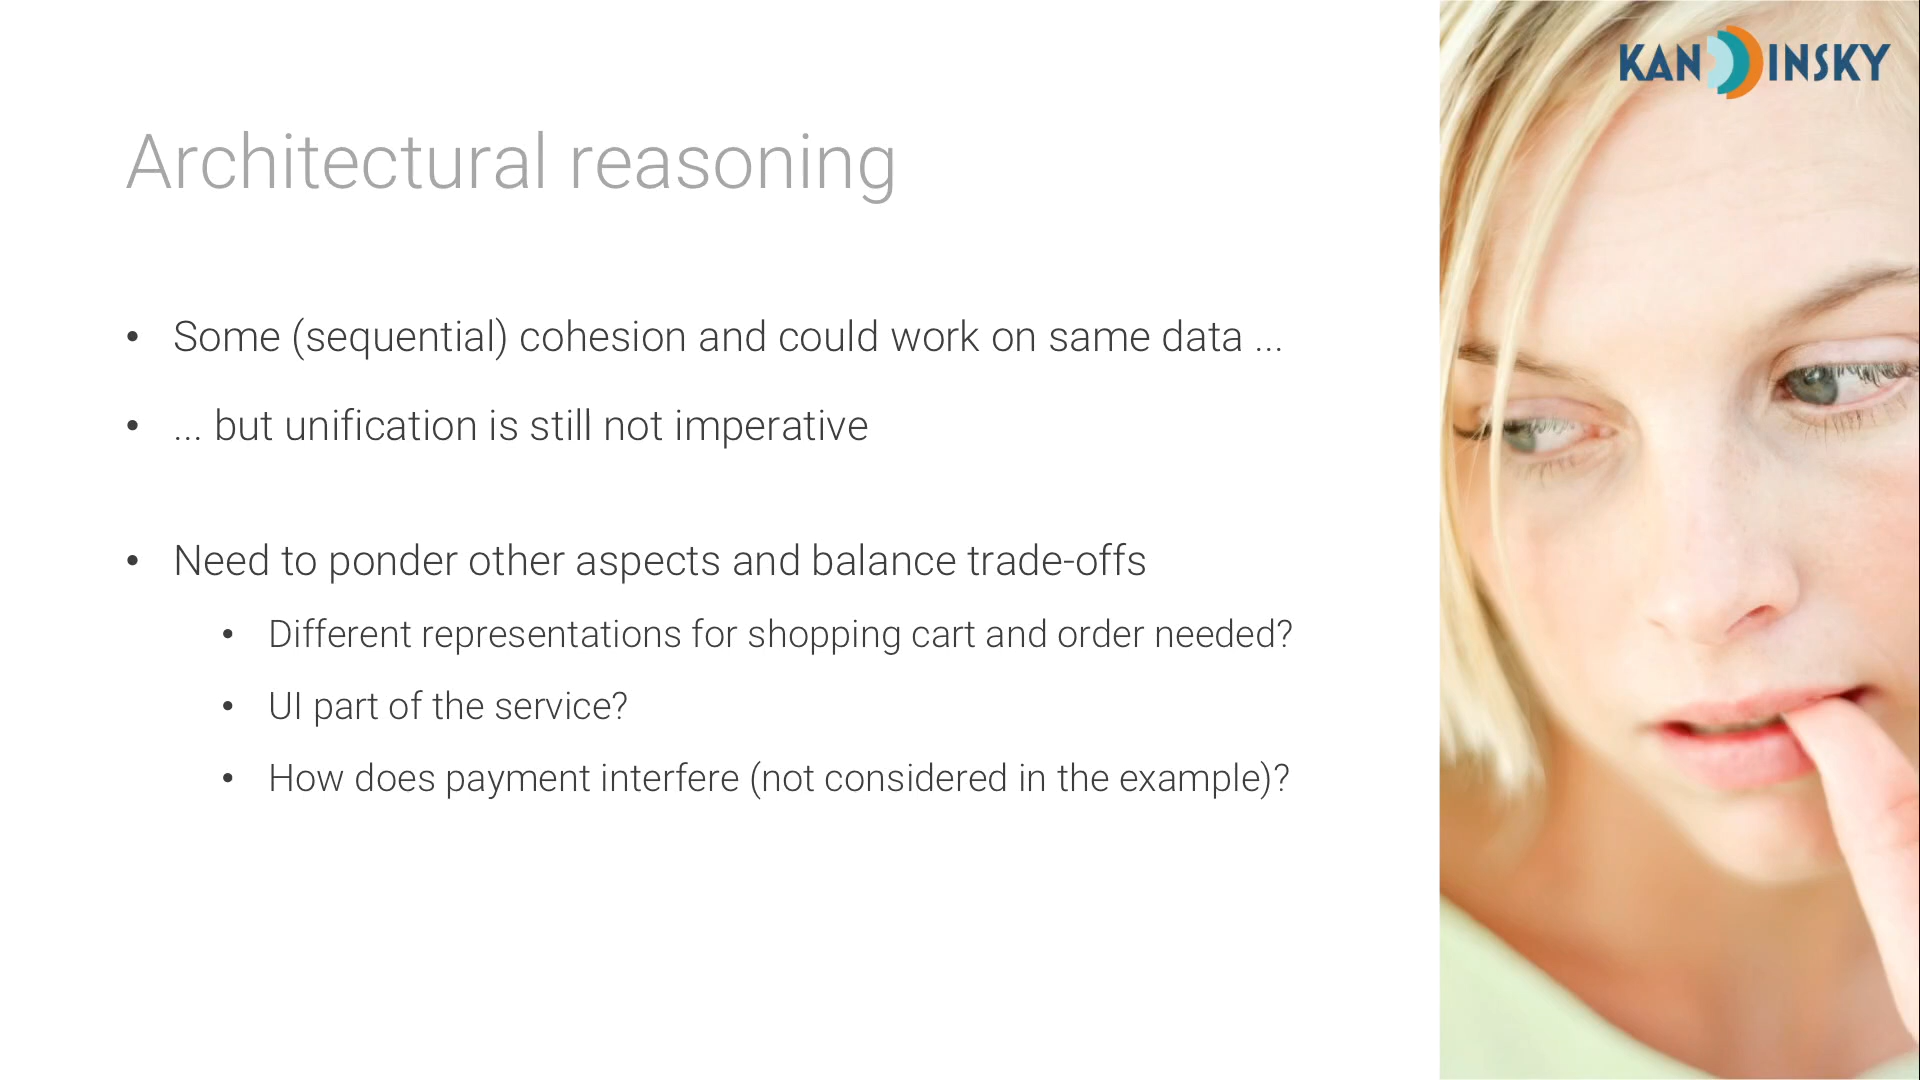 KANDINSKY
Architectural reasoning
• Some (sequential) cohesion and could work on same data ...
• ... but unification is still not imperative
• Need to ponder other aspects and balance trade-offs
• Different representations for shopping cart and order needed?
• UI part of the service?
• How does payment interfere (not considered in the example)?